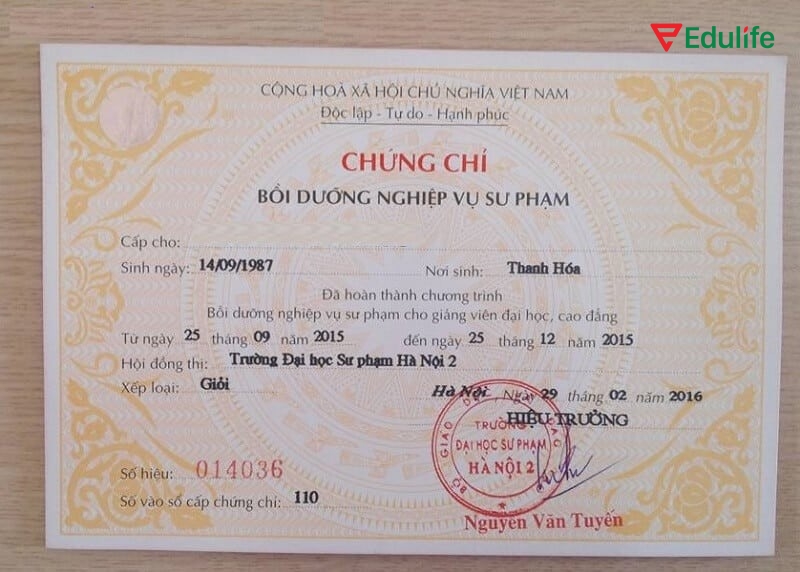 Edulife
CỘNG HOÀ XÃ HỘI CHỦ NGHĨA VIỆT NAM
Độc lập - Tự do - Hạnh phúc
CHỨNG CHỈ
BỒI DƯỠNG NGHIỆP VỤ SƯ PHẠM
Cấp cho:
Sinh ngày: 14/09/1987 Nơi sinh: Thanh Hóa
Đã hoàn thành chương trình
Bồi dưỡng nghiệp vụ sư phạm cho giảng viên đại học, cao đẳng
Từ ngày 25 tháng 09 năm 2015 đến ngày 25 tháng 12 năm 2015
Hội đồng thi: Trường Đại học Sư phạm Hà Nội 2
Xếp loại: Giỏi
Hà Nội, Ngày 29 tháng 02 năm 2016
HIỆU TRƯỞNG
BỘ GIÁO DỤC
TRƯỜNG
ĐẠI HỌC SƯ PHẠM
HÀ NỘI 2
Số hiệu: 014036
Số vào sổ cấp chứng chỉ: 110
Nguyễn Văn Tuyến